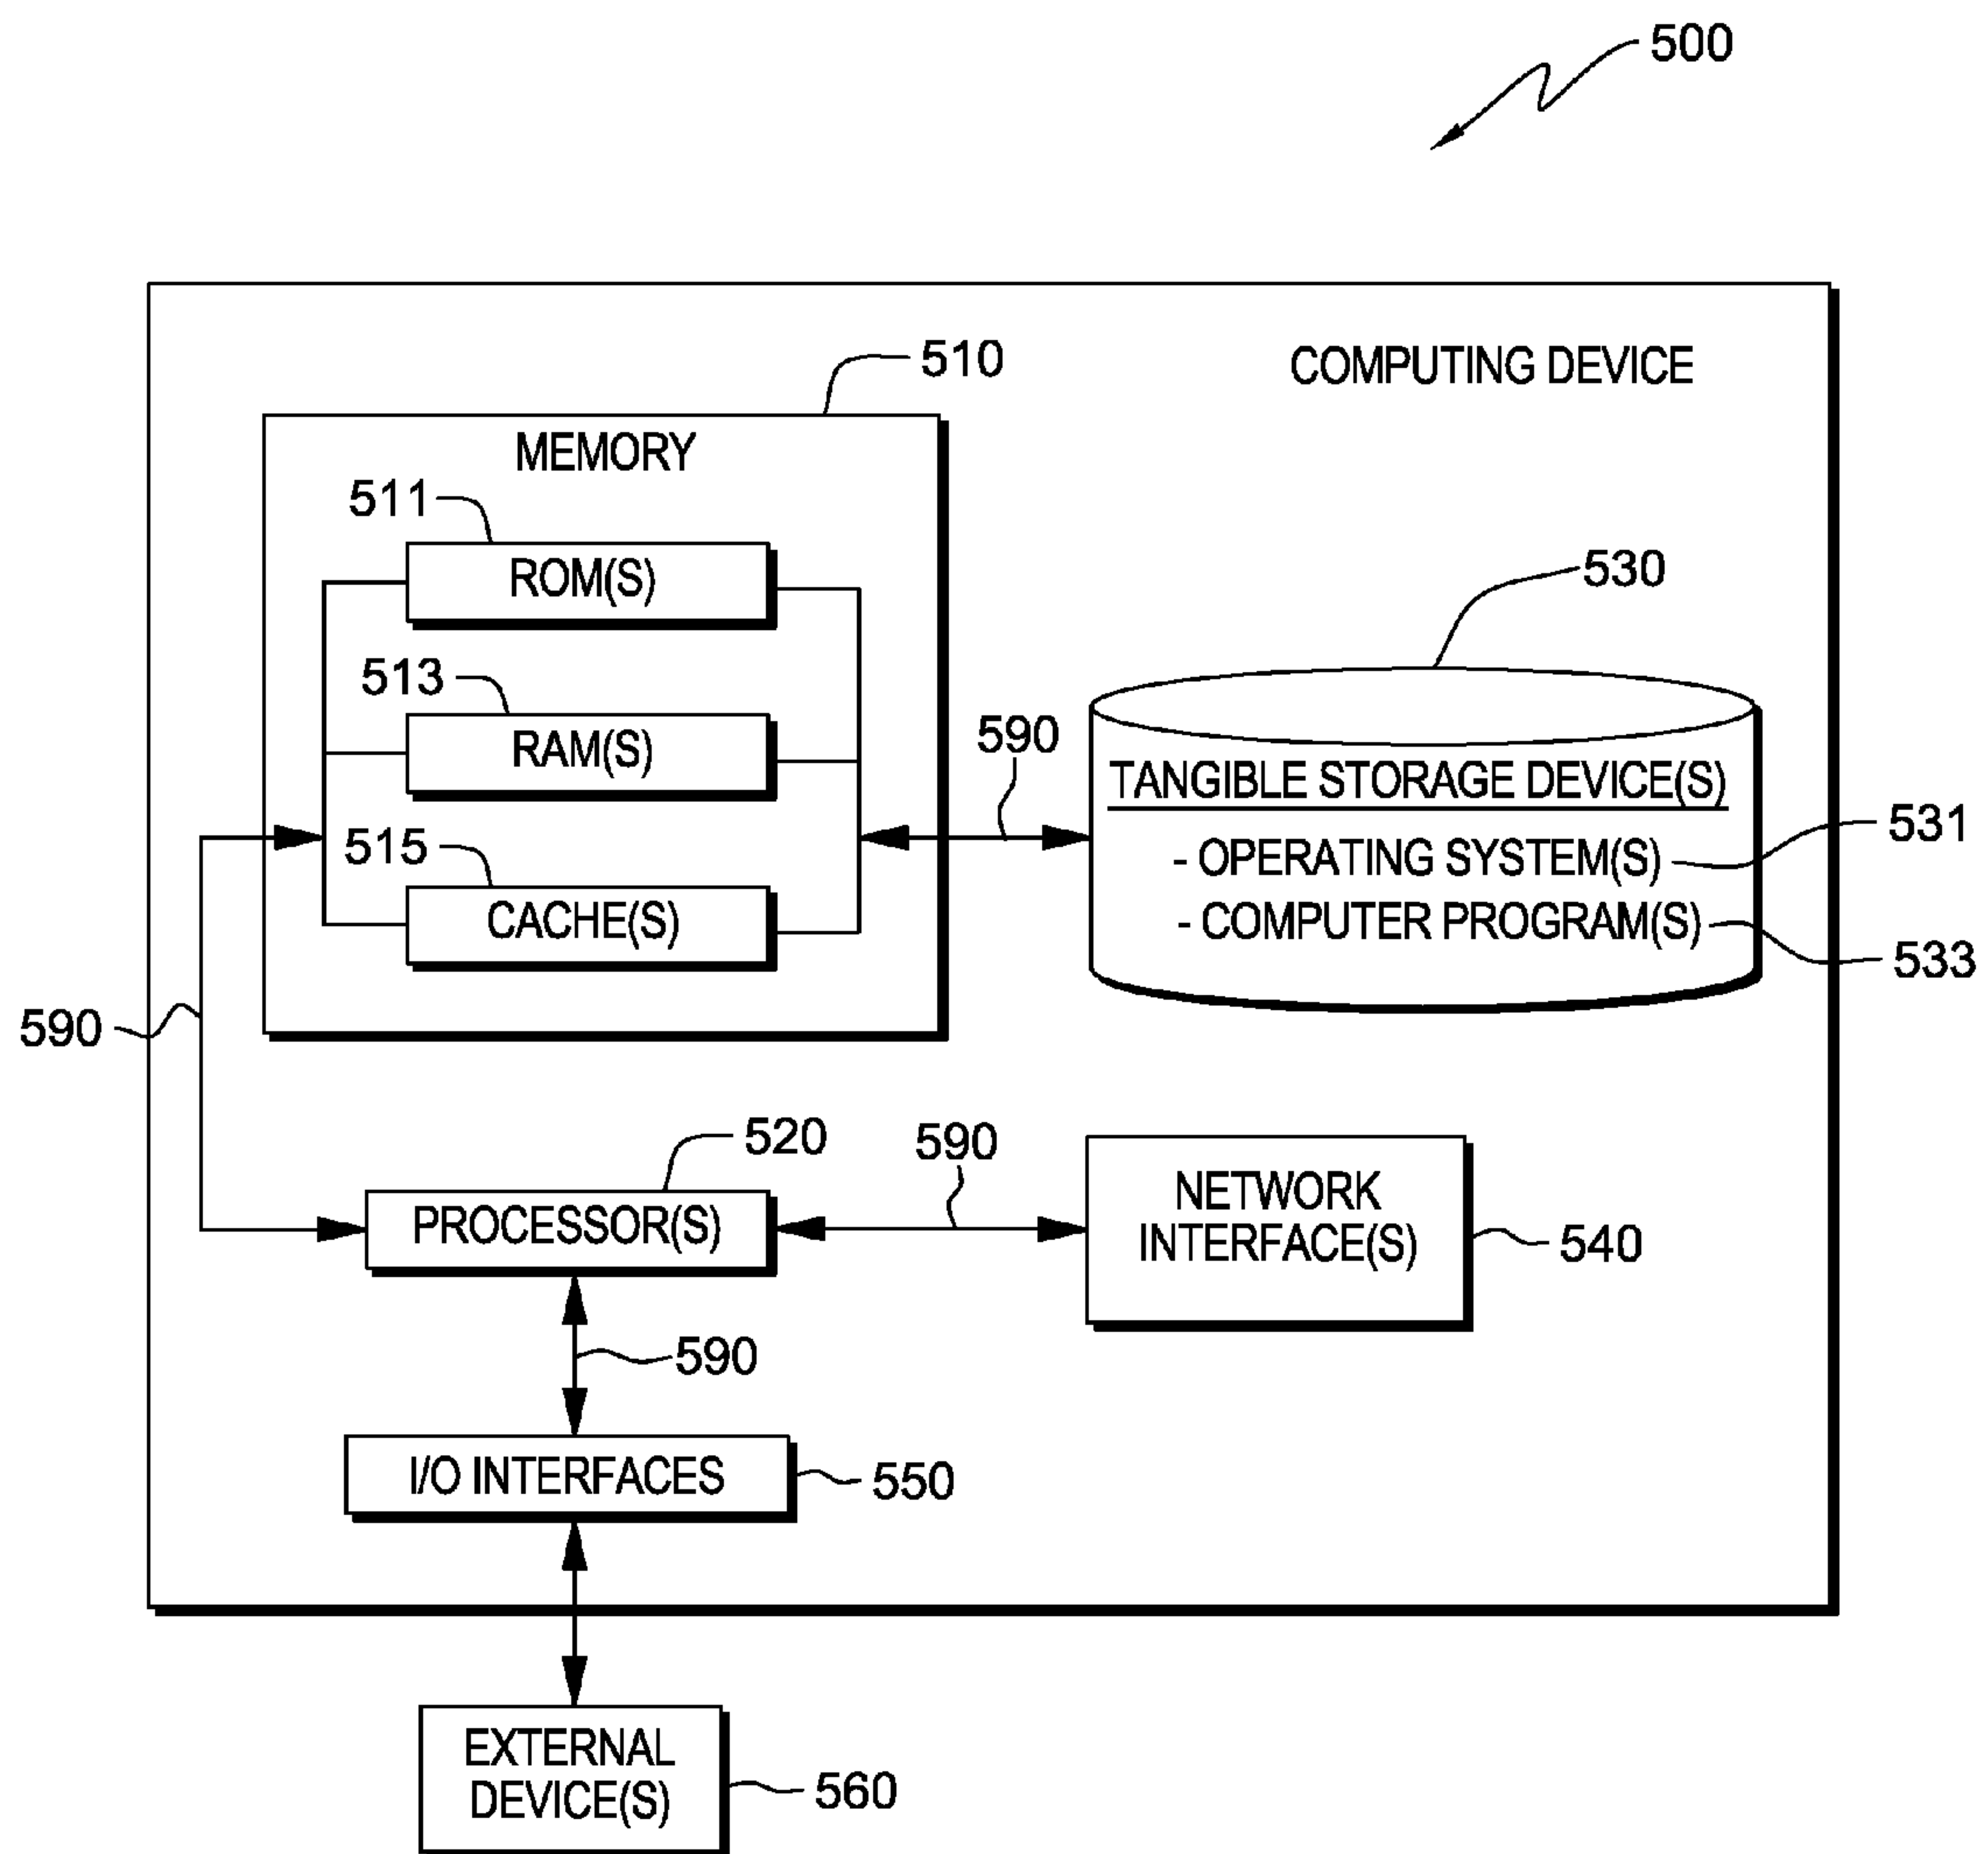 500
510
COMPUTING DEVICE
MEMORY
511
ROM(S)
530
513
RAM(S)
590
TANGIBLE STORAGE DEVICE(S)
531
515
- OPERATING SYSTEM(S)
CACHE(S)
- COMPUTER PROGRAM(S)
533
590
520
590
PROCESSOR(S)
NETWORK
INTERFACE(S)
540
590
I/O INTERFACES
550
EXTERNAL
DEVICE(S)
560